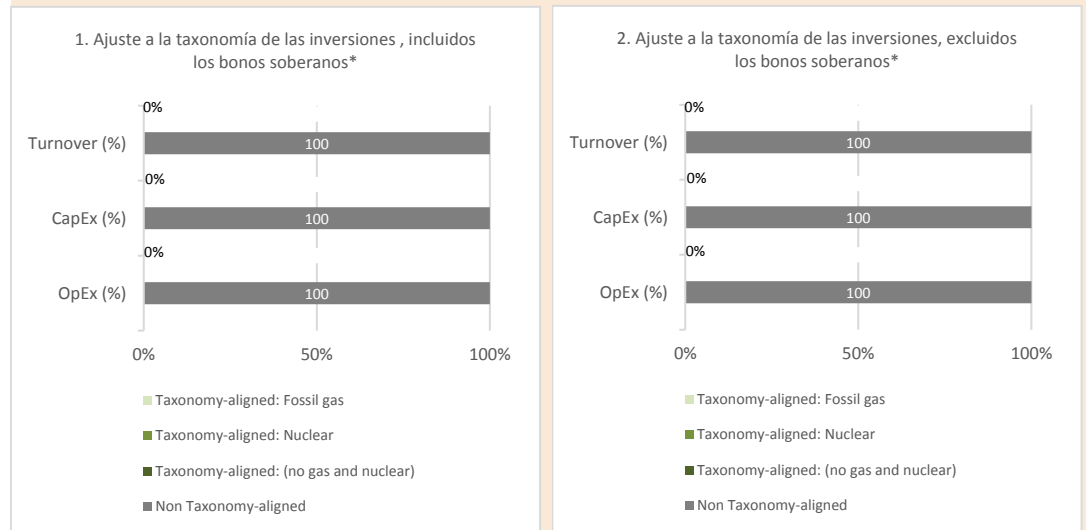 1. Ajuste a la taxonomía de las inversiones , incluidos
los bonos soberanos*
0%
Turnover (%)
100
0%
CapEx (%)
100
0%
OpEx (%)
100
0%
50%
100%
Taxonomy-aligned: Fossil gas
Taxonomy-aligned: Nuclear
Taxonomy-aligned: (no gas and nuclear)
Non Taxonomy-aligned
2. Ajuste a la taxonomía de las inversiones, excluidos
los bonos soberanos*
0%
Turnover (%)
100
0%
CapEx (%)
100
0%
OpEx (%)
100
0%
50%
100%
Taxonomy-aligned: Fossil gas
Taxonomy-aligned: Nuclear
Taxonomy-aligned: (no gas and nuclear)
Non Taxonomy-aligned